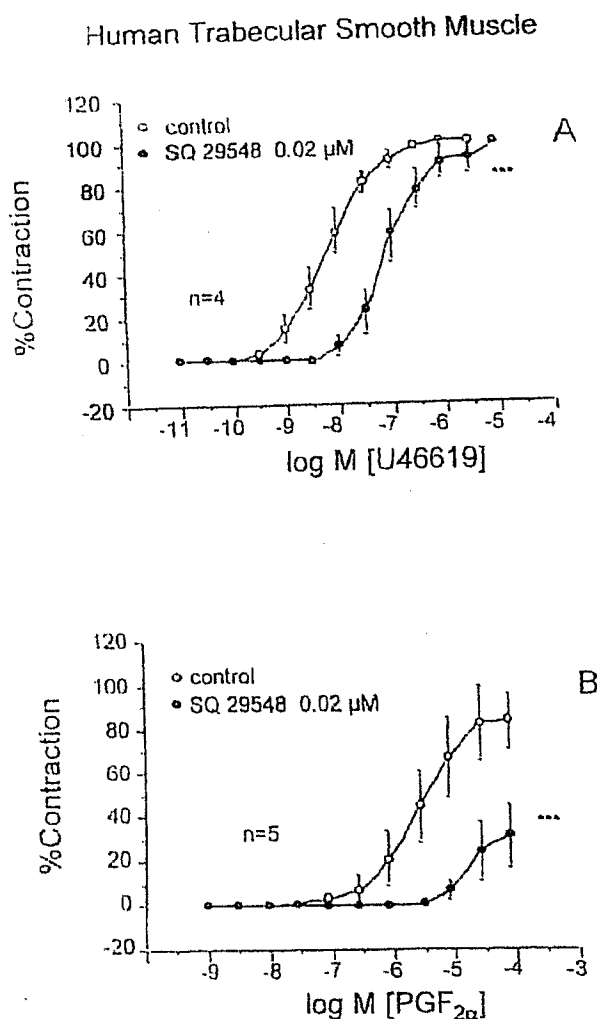 Human Trabecular Smooth Muscle
120
100
80
60
40
20
0
-20
%Contraction
control
SQ 29548 0.02 µM
A
***
n=4
-11 -10 -9 -8 -7 -6 -5 -4
log M [U46619]
120
100
80
60
40
20
0
-20
%Contraction
control
SQ 29548 0.02 µM
B
***
n=5
-9 -8 -7 -6 -5 -4 -3
log M [PGF2α]